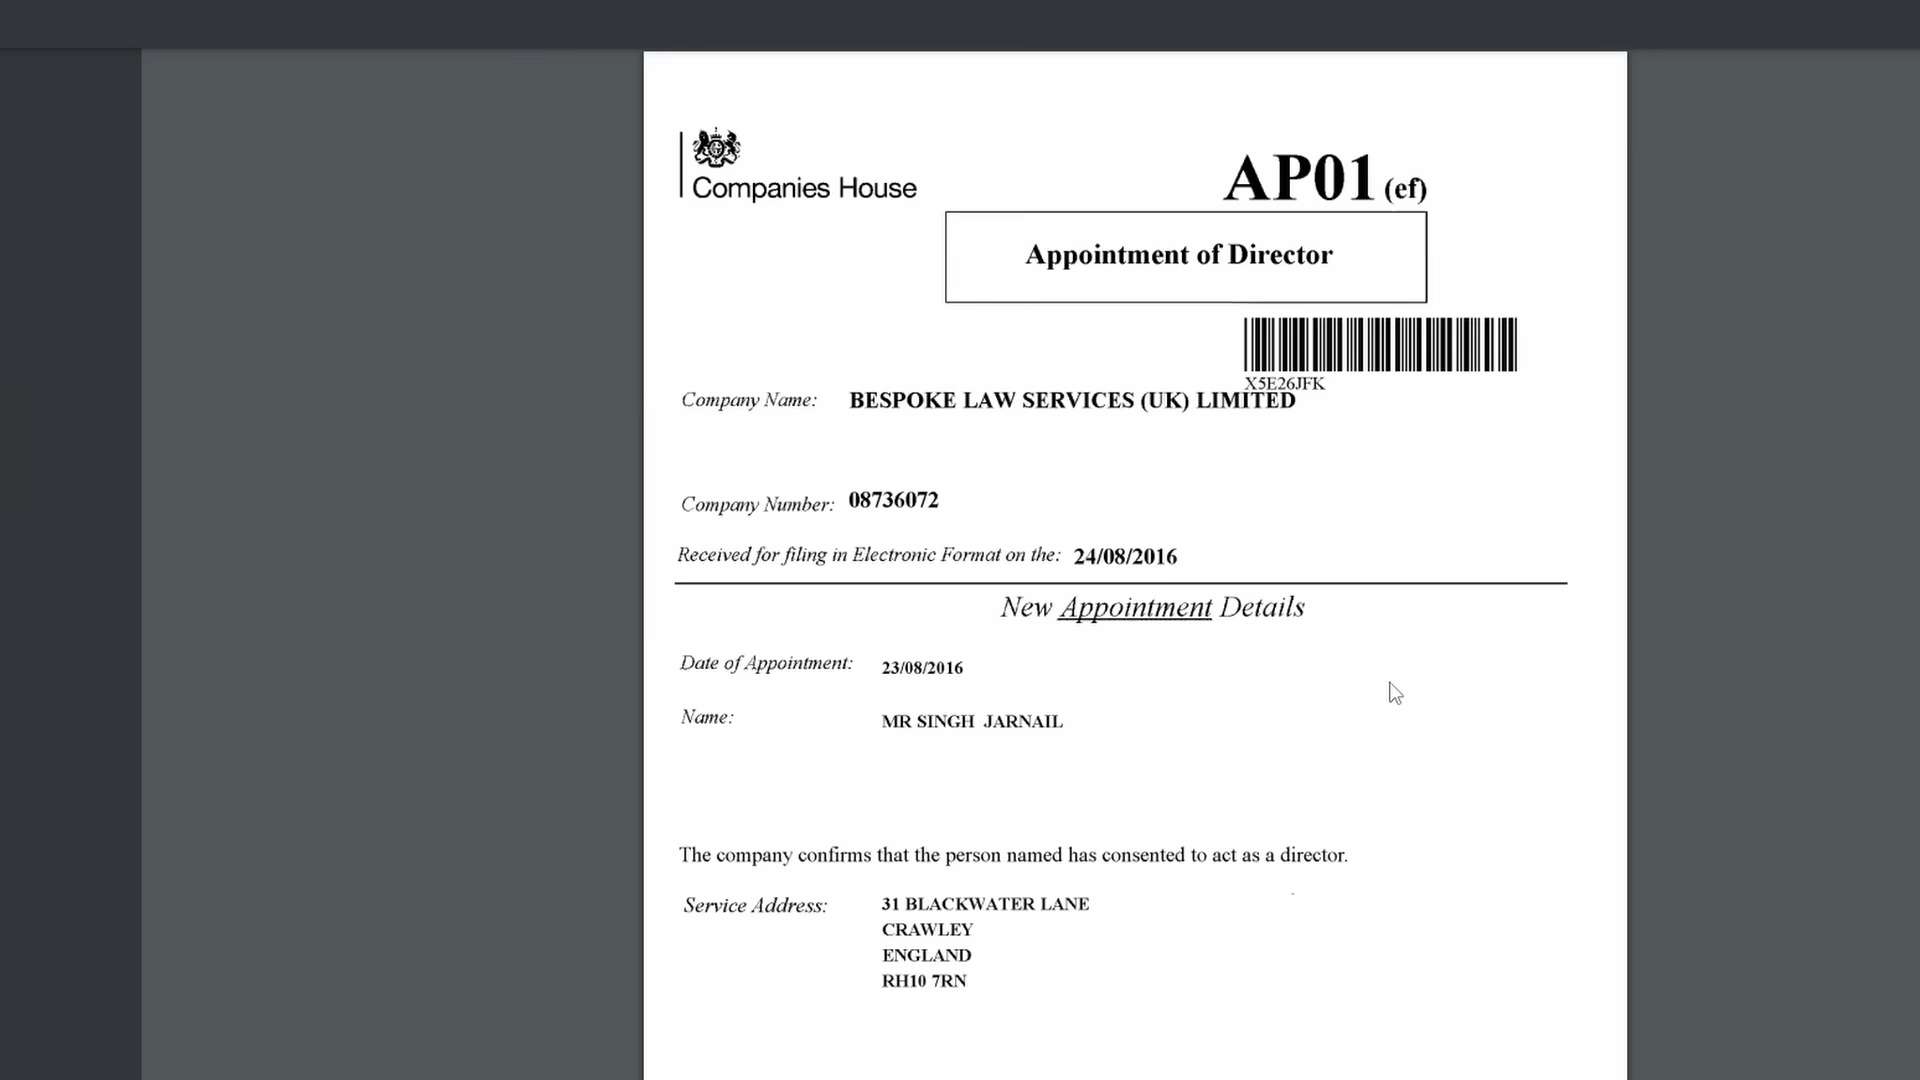 Companies House
AP01 (ef)
Appointment of Director
X5E26JFK
Company Name: BESPOKE LAW SERVICES (UK) LIMITED
Company Number: 08736072
Received for filing in Electronic Format on the: 24/08/2016
New Appointment Details
Date of Appointment: 23/08/2016
Name: MR SINGH JARNAIL
The company confirms that the person named has consented to act as a director.
Service Address: 31 BLACKWATER LANE
CRAWLEY
ENGLAND
RH10 7RN